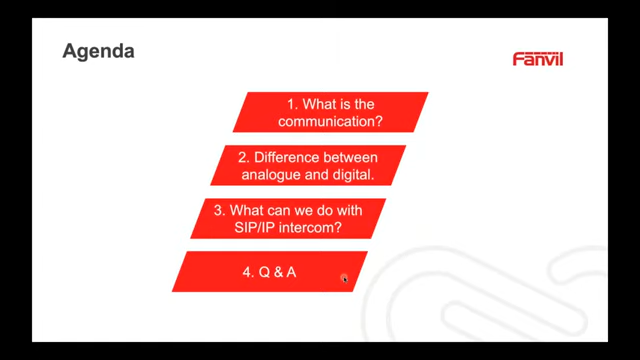 Agenda
Fanvil
1. What is the
communication?
2. Difference between
analogue and digital.
3. What can we do with
SIP/IP intercom?
4. Q & A